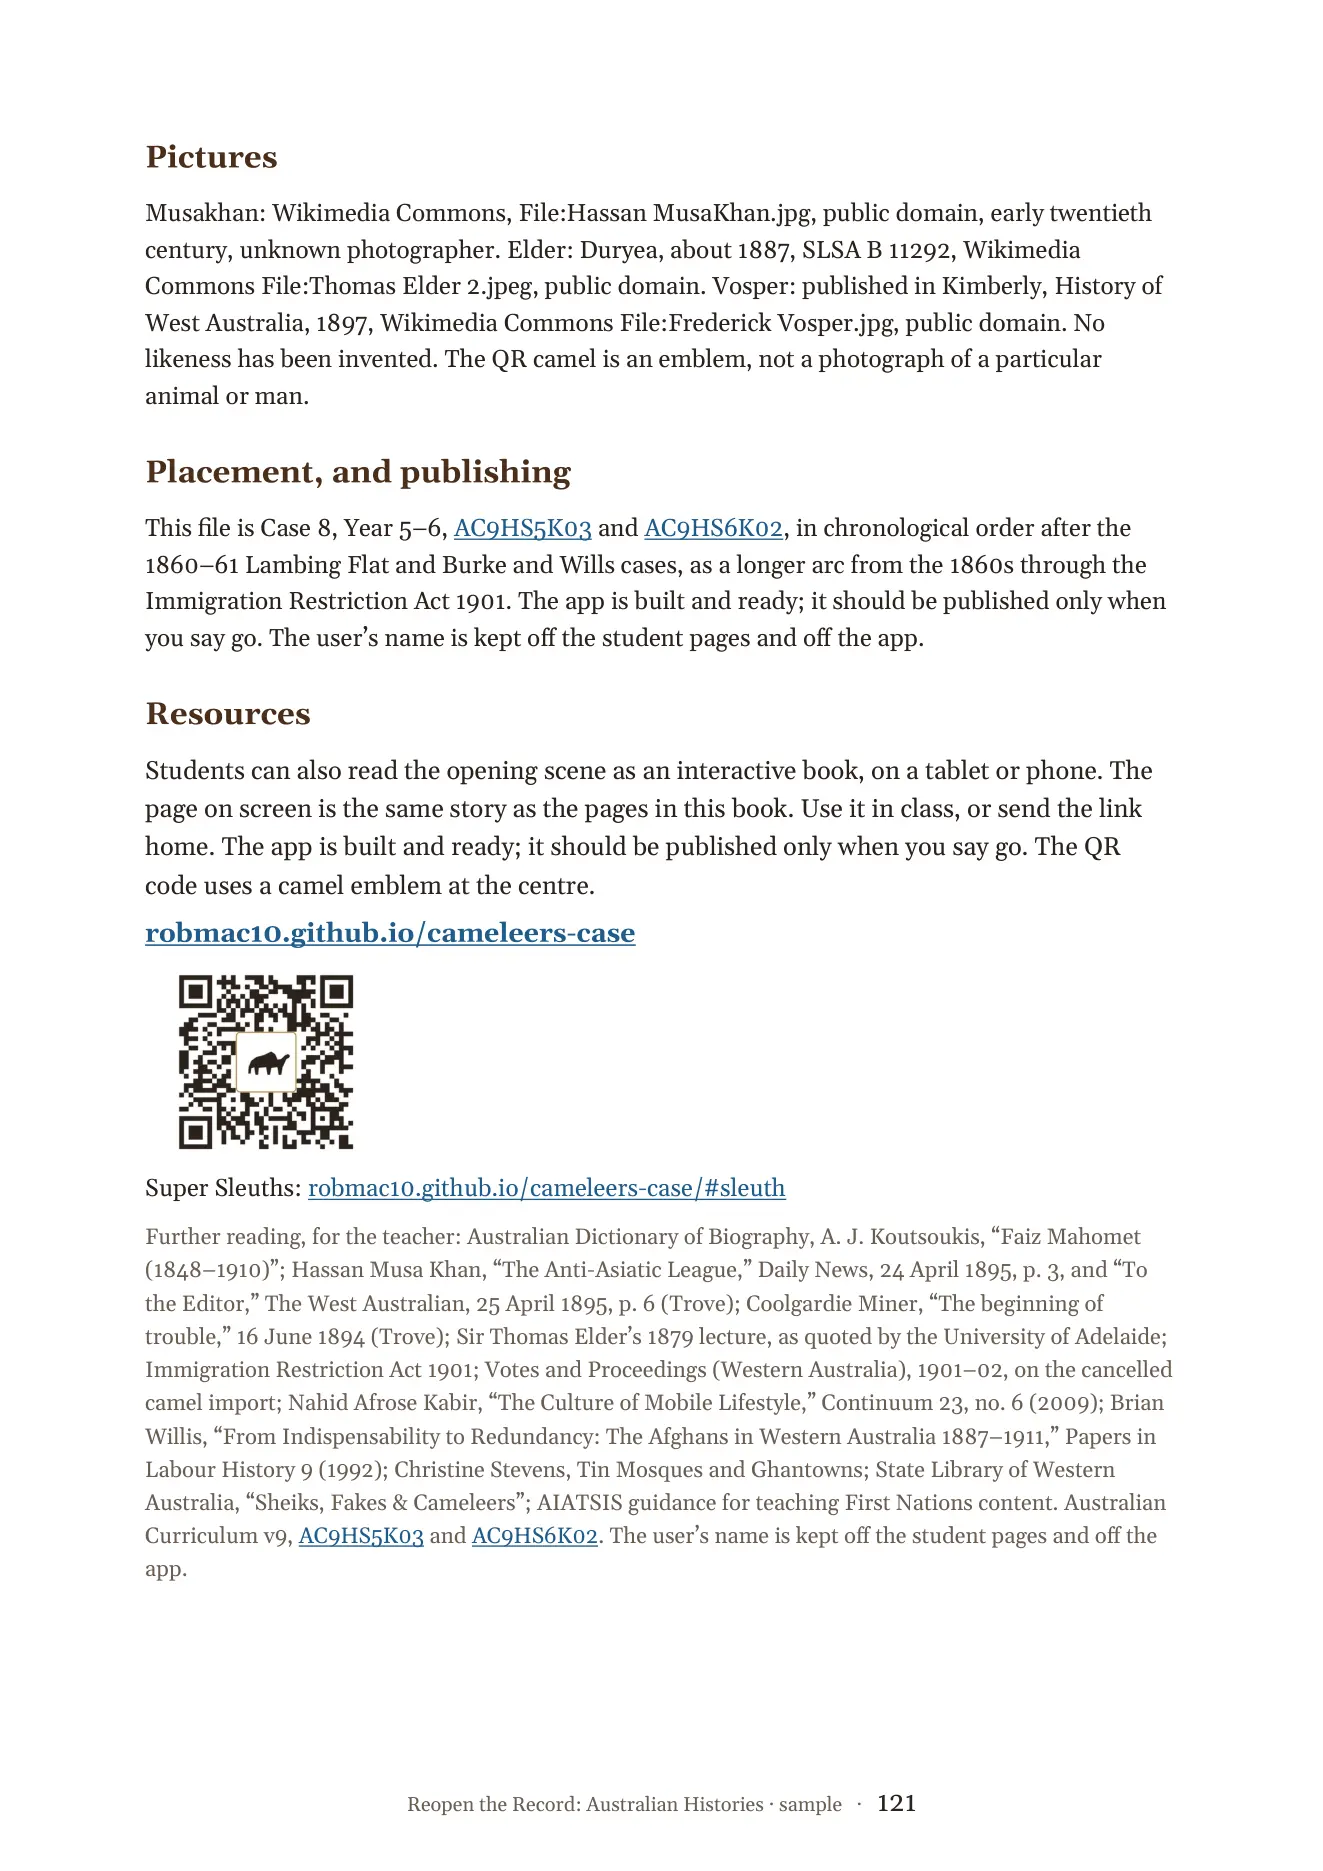 Pictures
Musakhan: Wikimedia Commons, File:Hassan MusaKhan.jpg, public domain, early twentieth
century, unknown photographer. Elder: Duryea, about 1887, SLSA B 11292, Wikimedia
Commons File:Thomas Elder 2.jpeg, public domain. Vosper: published in Kimberly, History of
West Australia, 1897, Wikimedia Commons File:Frederick Vosper.jpg, public domain. No
likeness has been invented. The QR camel is an emblem, not a photograph of a particular
animal or man.
Placement, and publishing
This file is Case 8, Year 5–6, AC9HS5K03 and AC9HS6K02, in chronological order after the
1860–61 Lambing Flat and Burke and Wills cases, as a longer arc from the 1860s through the
Immigration Restriction Act 1901. The app is built and ready; it should be published only when
you say go. The user’s name is kept off the student pages and off the app.
Resources
Students can also read the opening scene as an interactive book, on a tablet or phone. The
page on screen is the same story as the pages in this book. Use it in class, or send the link
home. The app is built and ready; it should be published only when you say go. The QR
code uses a camel emblem at the centre.
robmac10.github.io/cameleers-case
Super Sleuths: robmac10.github.io/cameleers-case/#sleuth
Further reading, for the teacher: Australian Dictionary of Biography, A. J. Koutsoukis, “Faiz Mahomet
(1848–1910)”; Hassan Musa Khan, “The Anti-Asiatic League,” Daily News, 24 April 1895, p. 3, and “To
the Editor,” The West Australian, 25 April 1895, p. 6 (Trove); Coolgardie Miner, “The beginning of
trouble,” 16 June 1894 (Trove); Sir Thomas Elder’s 1879 lecture, as quoted by the University of Adelaide;
Immigration Restriction Act 1901; Votes and Proceedings (Western Australia), 1901–02, on the cancelled
camel import; Nahid Afrose Kabir, “The Culture of Mobile Lifestyle,” Continuum 23, no. 6 (2009); Brian
Willis, “From Indispensability to Redundancy: The Afghans in Western Australia 1887–1911,” Papers in
Labour History 9 (1992); Christine Stevens, Tin Mosques and Ghantowns; State Library of Western
Australia, “Sheiks, Fakes & Cameleers”; AIATSIS guidance for teaching First Nations content. Australian
Curriculum v9, AC9HS5K03 and AC9HS6K02. The user’s name is kept off the student pages and off the
app.
Reopen the Record: Australian Histories · sample · 121